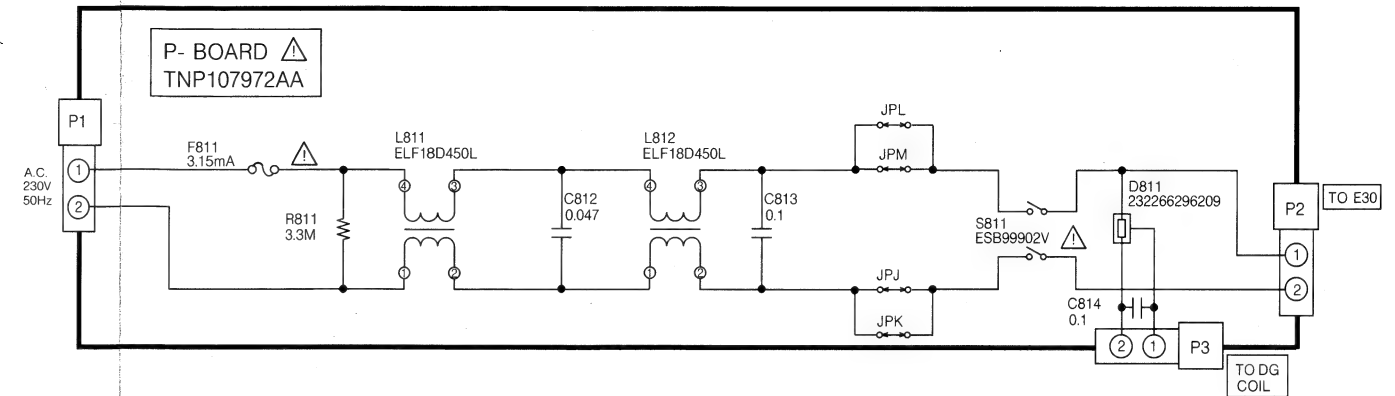 P- BOARD ⚠
TNP107972AA
P1
A.C.
230V
50Hz
1
2
F811
3.15mA
⚠
R811
3.3M
L811
ELF18D450L
4
3
1
2
C812
0.047
L812
ELF18D450L
4
3
1
2
C813
0.1
JPL
JPM
JPJ
JPK
S811
ESB99902V
⚠
D811
232266296209
C814
0.1
2
1
P3
TO DG
COIL
P2
1
2
TO E30